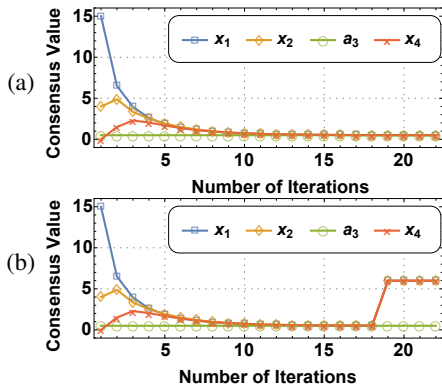 (a)
Consensus Value
15
10
5
0
x1 x2 a3 x4
5 10 15 20
Number of Iterations
(b)
Consensus Value
15
10
5
0
x1 x2 a3 x4
5 10 15 20
Number of Iterations